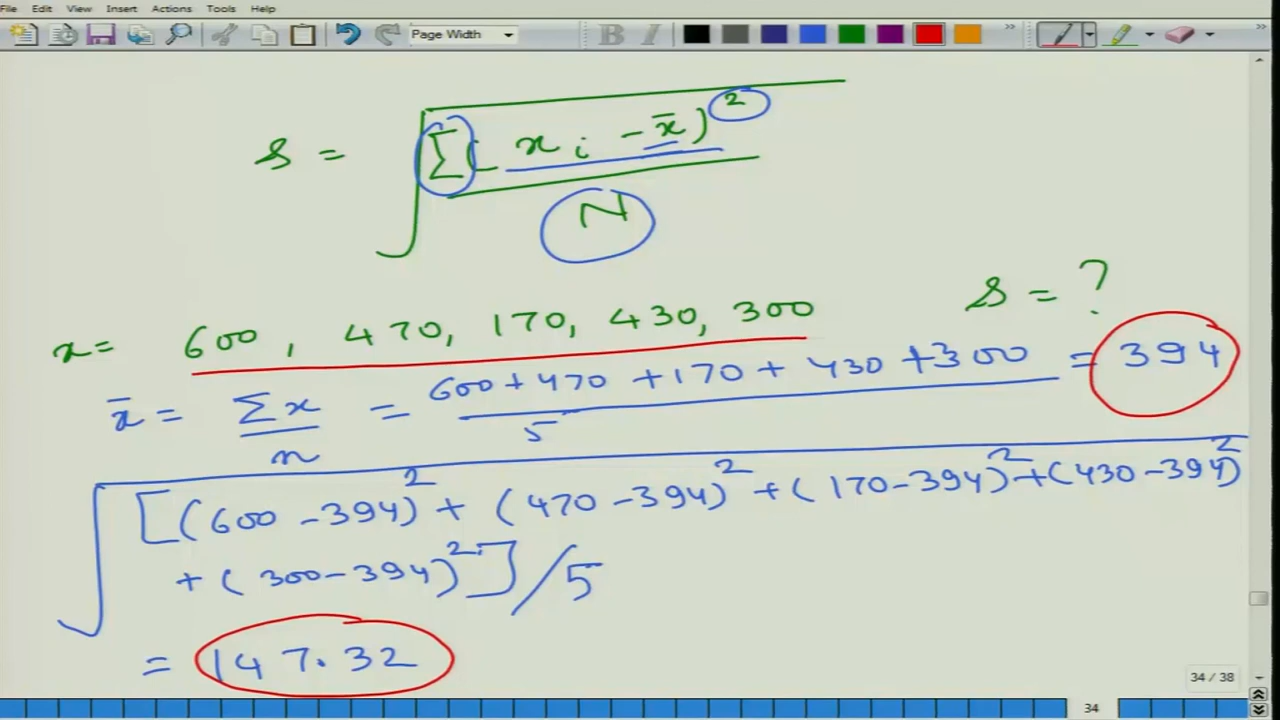 File Edit View Insert Actions Tools Help
Page Width B I
S = √(Σ(xᵢ - x̄)² / N)
x = 600, 470, 170, 430, 300 S = ?
x̄ = Σx / n = 600 + 470 + 170 + 430 + 300 / 5 = 394
√[(600 - 394)² + (470 - 394)² + (170 - 394)² + (430 - 394)²
+ (300 - 394)²] / 5
= 147.32
34 / 38
34